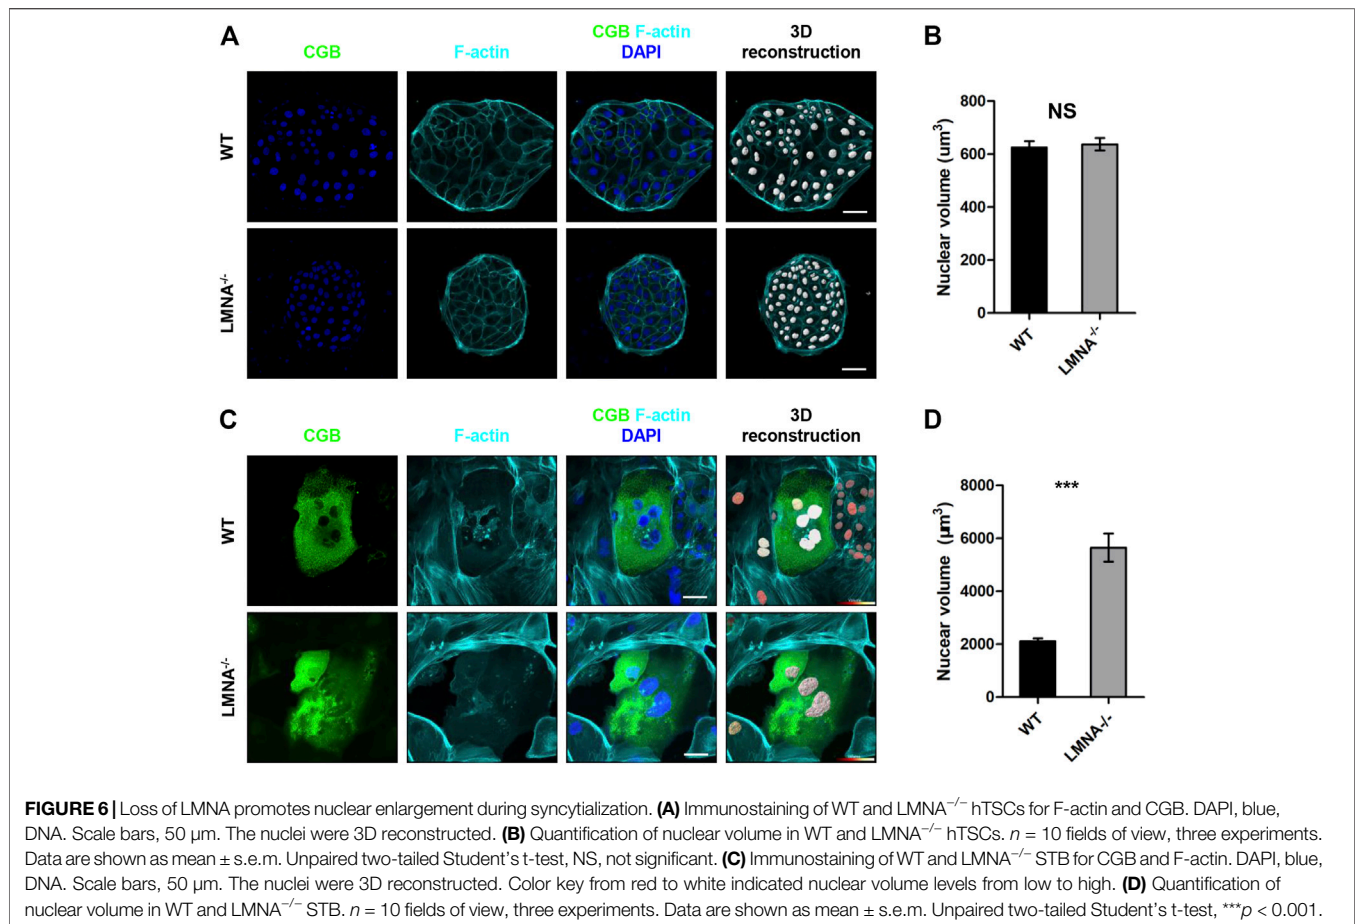 A
CGB
F-actin
CGB F-actin
DAPI
3D
reconstruction
WT
LMNA-/-
B
Nuclear volume (um3)
800
600
400
200
0
NS
WT
LMNA-/-
C
CGB
F-actin
CGB F-actin
DAPI
3D
reconstruction
WT
LMNA-/-
D
Nucear volume (µm3)
8000
6000
4000
2000
0
***
WT
LMNA-/-
FIGURE 6 | Loss of LMNA promotes nuclear enlargement during syncytialization. (A) Immunostaining of WT and LMNA−/− hTSCs for F-actin and CGB. DAPI, blue,
DNA. Scale bars, 50 µm. The nuclei were 3D reconstructed. (B) Quantification of nuclear volume in WT and LMNA−/− hTSCs. n = 10 fields of view, three experiments.
Data are shown as mean ± s.e.m. Unpaired two-tailed Student's t-test, NS, not significant. (C) Immunostaining of WT and LMNA−/− STB for CGB and F-actin. DAPI, blue,
DNA. Scale bars, 50 µm. The nuclei were 3D reconstructed. Color key from red to white indicated nuclear volume levels from low to high. (D) Quantification of
nuclear volume in WT and LMNA−/− STB. n = 10 fields of view, three experiments. Data are shown as mean ± s.e.m. Unpaired two-tailed Student's t-test, ***p < 0.001.